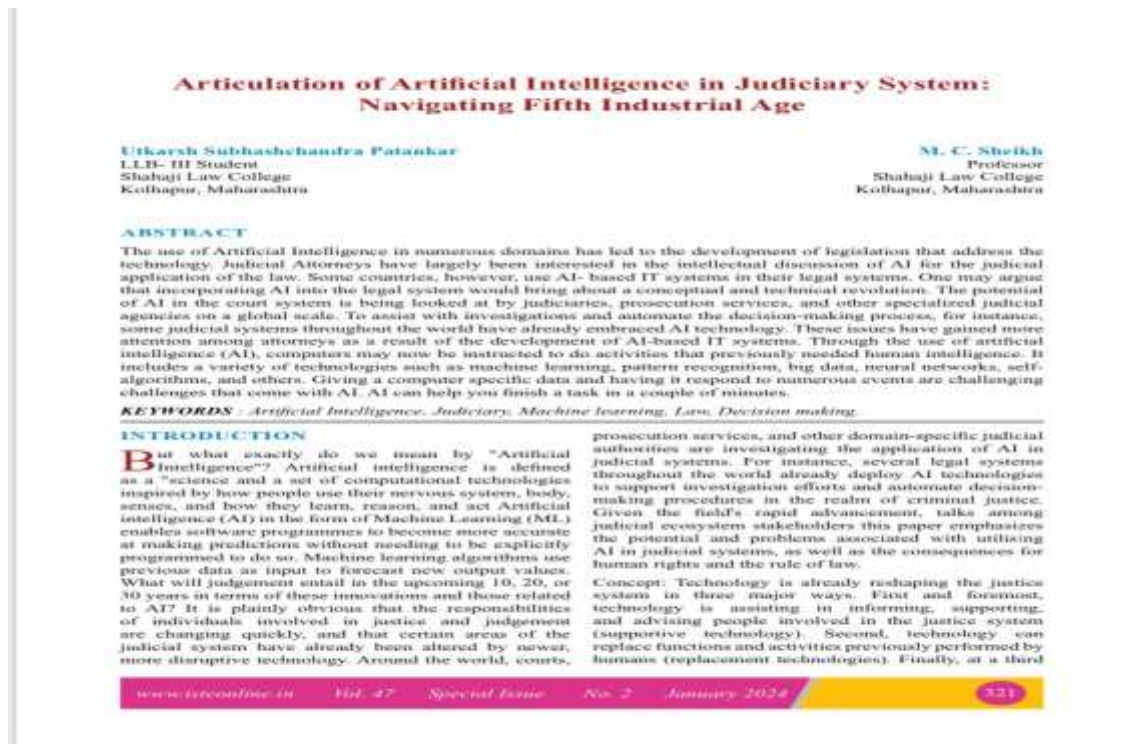 Articulation of Artificial Intelligence in Judiciary System:
Navigating Fifth Industrial Age
Utkarsh Subhashchandra Patankar
LLB- III Student
Shahaji Law College
Kolhapur, Maharashtra
M. C. Sheikh
Professor
Shahaji Law College
Kolhapur, Maharashtra
ABSTRACT
The use of Artificial Intelligence in numerous domains has led to the development of legislation that address the
technology. Judicial Attorneys have largely been interested in the intellectual discussion of AI for the judicial
application of the law. Some countries, however, use AI- based IT systems in their legal systems. One may argue
that incorporating AI into the legal system would bring about a conceptual and technical revolution. The potential
of AI in the court system is being looked at by judiciaries, prosecution services, and other specialized judicial
agencies on a global scale. To assist with investigations and automate the decision-making process, for instance,
some judicial systems throughout the world have already embraced AI technology. These issues have gained more
attention among attorneys as a result of the development of AI-based IT systems. Through the use of artificial
intelligence (AI), computers may now be instructed to do activities that previously needed human intelligence. It
includes a variety of technologies such as machine learning, pattern recognition, big data, neural networks, self-
algorithms, and others. Giving a computer specific data and having it respond to numerous events are challenging
challenges that come with AI. AI can help you finish a task in a couple of minutes.
KEYWORDS : Artificial Intelligence, Judiciary, Machine learning, Law, Decision making.
INTRODUCTION
But what exactly do we mean by "Artificial
Intelligence"? Artificial intelligence is defined
as a "science and a set of computational technologies
inspired by how people use their nervous system, body,
senses, and how they learn, reason, and act Artificial
intelligence (AI) in the form of Machine Learning (ML)
enables software programmes to become more accurate
at making predictions without needing to be explicitly
programmed to do so. Machine learning algorithms use
previous data as input to forecast new output values.
What will judgement entail in the upcoming 10, 20, or
30 years in terms of these innovations and those related
to AI? It is plainly obvious that the responsibilities
of individuals involved in justice and judgement
are changing quickly, and that certain areas of the
judicial system have already been altered by newer,
more disruptive technology. Around the world, courts,
prosecution services, and other domain-specific judicial
authorities are investigating the application of AI in
judicial systems. For instance, several legal systems
throughout the world already deploy AI technologies
to support investigation efforts and automate decision-
making procedures in the realm of criminal justice.
Given the field's rapid advancement, talks among
judicial ecosystem stakeholders this paper emphasizes
the potential and problems associated with utilising
AI in judicial systems, as well as the consequences for
human rights and the rule of law.
Concept: Technology is already reshaping the justice
system in three major ways. First and foremost,
technology is assisting in informing, supporting,
and advising people involved in the justice system
(supportive technology). Second, technology can
replace functions and activities previously performed by
humans (replacement technologies). Finally, at a third
www.isteonline.in Vol. 47 Special Issue No. 2 January 2024 321